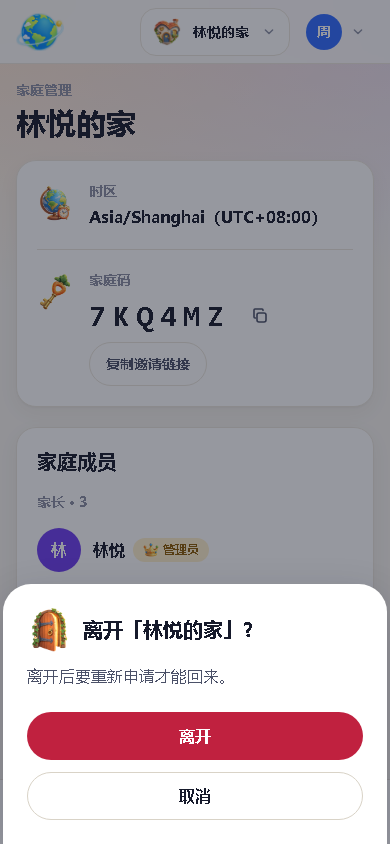 林悦的家
周
家庭管理
林悦的家
时区
Asia/Shanghai（UTC+08:00）
家庭码
7KQ4MZ
复制邀请链接
家庭成员
家长 • 3
林
林悦
管理员
离开「林悦的家」?
离开后要重新申请才能回来。
离开
取消